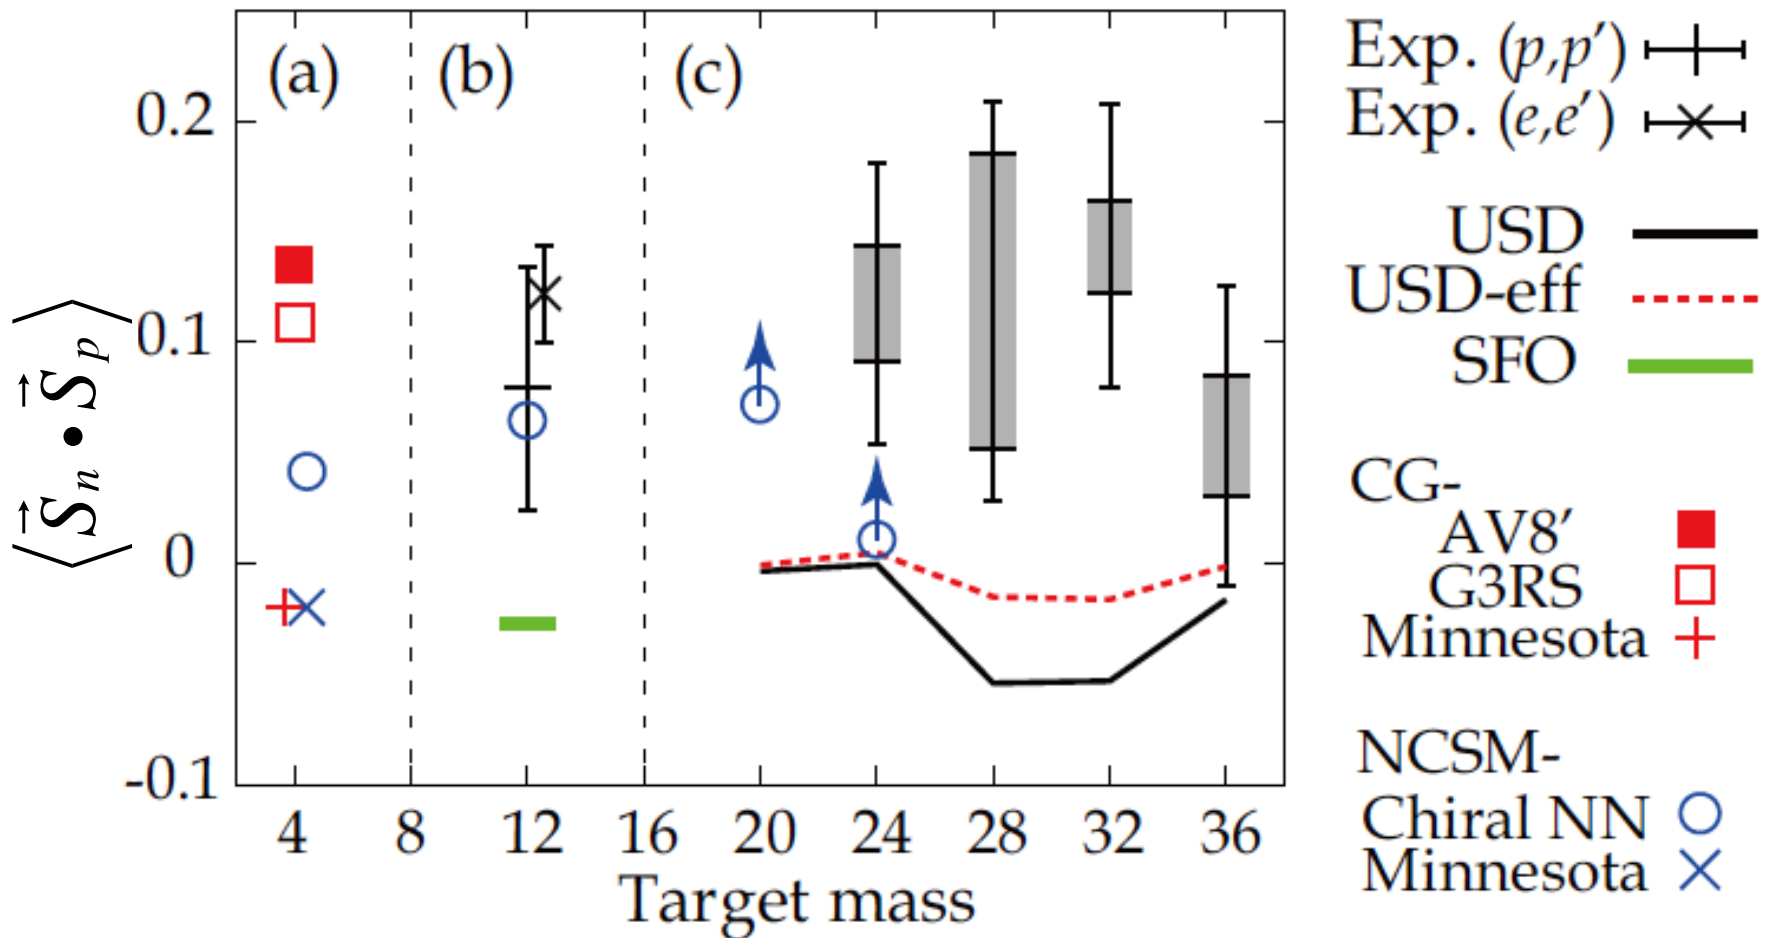 (a) (b) (c)
0.2
0.1
0
-0.1
⟨S⃗n • S⃗p⟩
4 8 12 16 20 24 28 32 36
Target mass
Exp. (p,p′)
Exp. (e,e′)
USD
USD-eff
SFO
CG-
AV8′
G3RS
Minnesota
NCSM-
Chiral NN
Minnesota